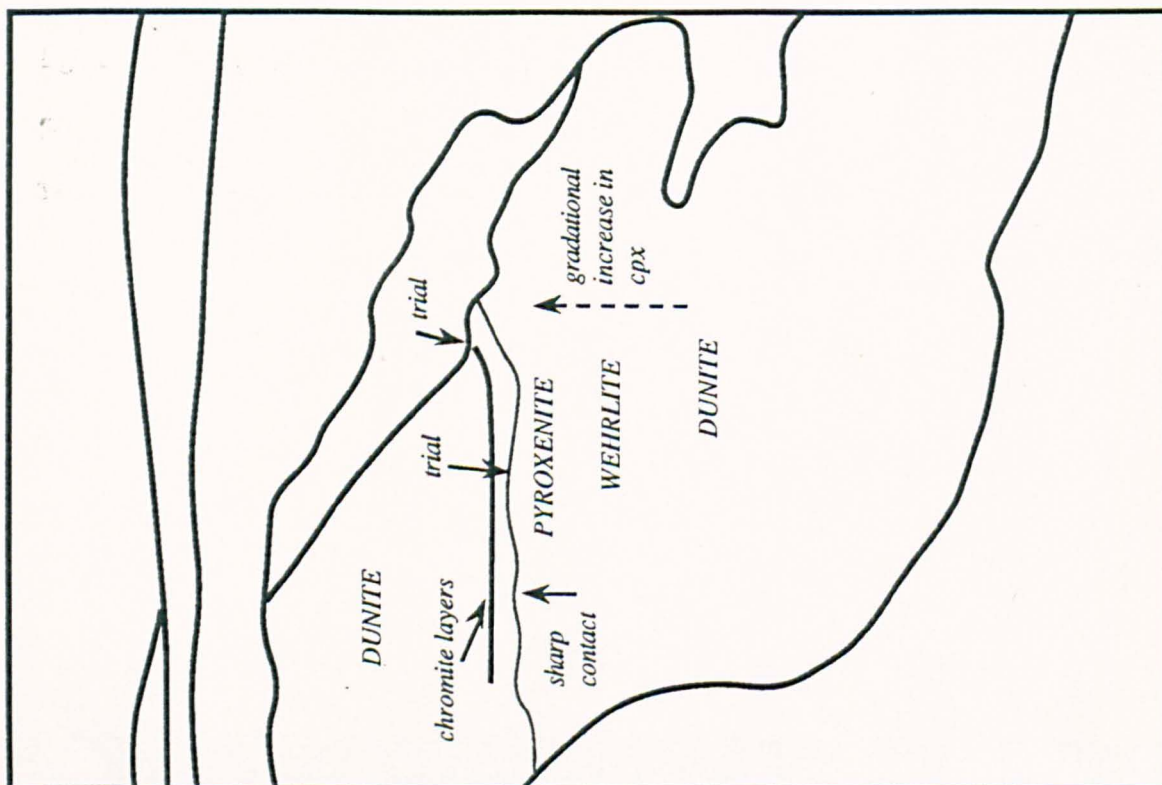 trial
trial
DUNITE
chromite layers
gradational
increase in
cpx
PYROXENITE
WEHRLITE
DUNITE
sharp
contact